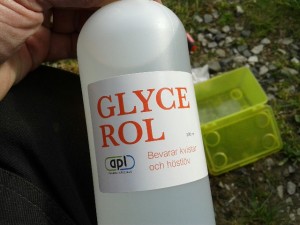 GLYCE
ROL
apl
Bevarar kvistar
och höstlöv